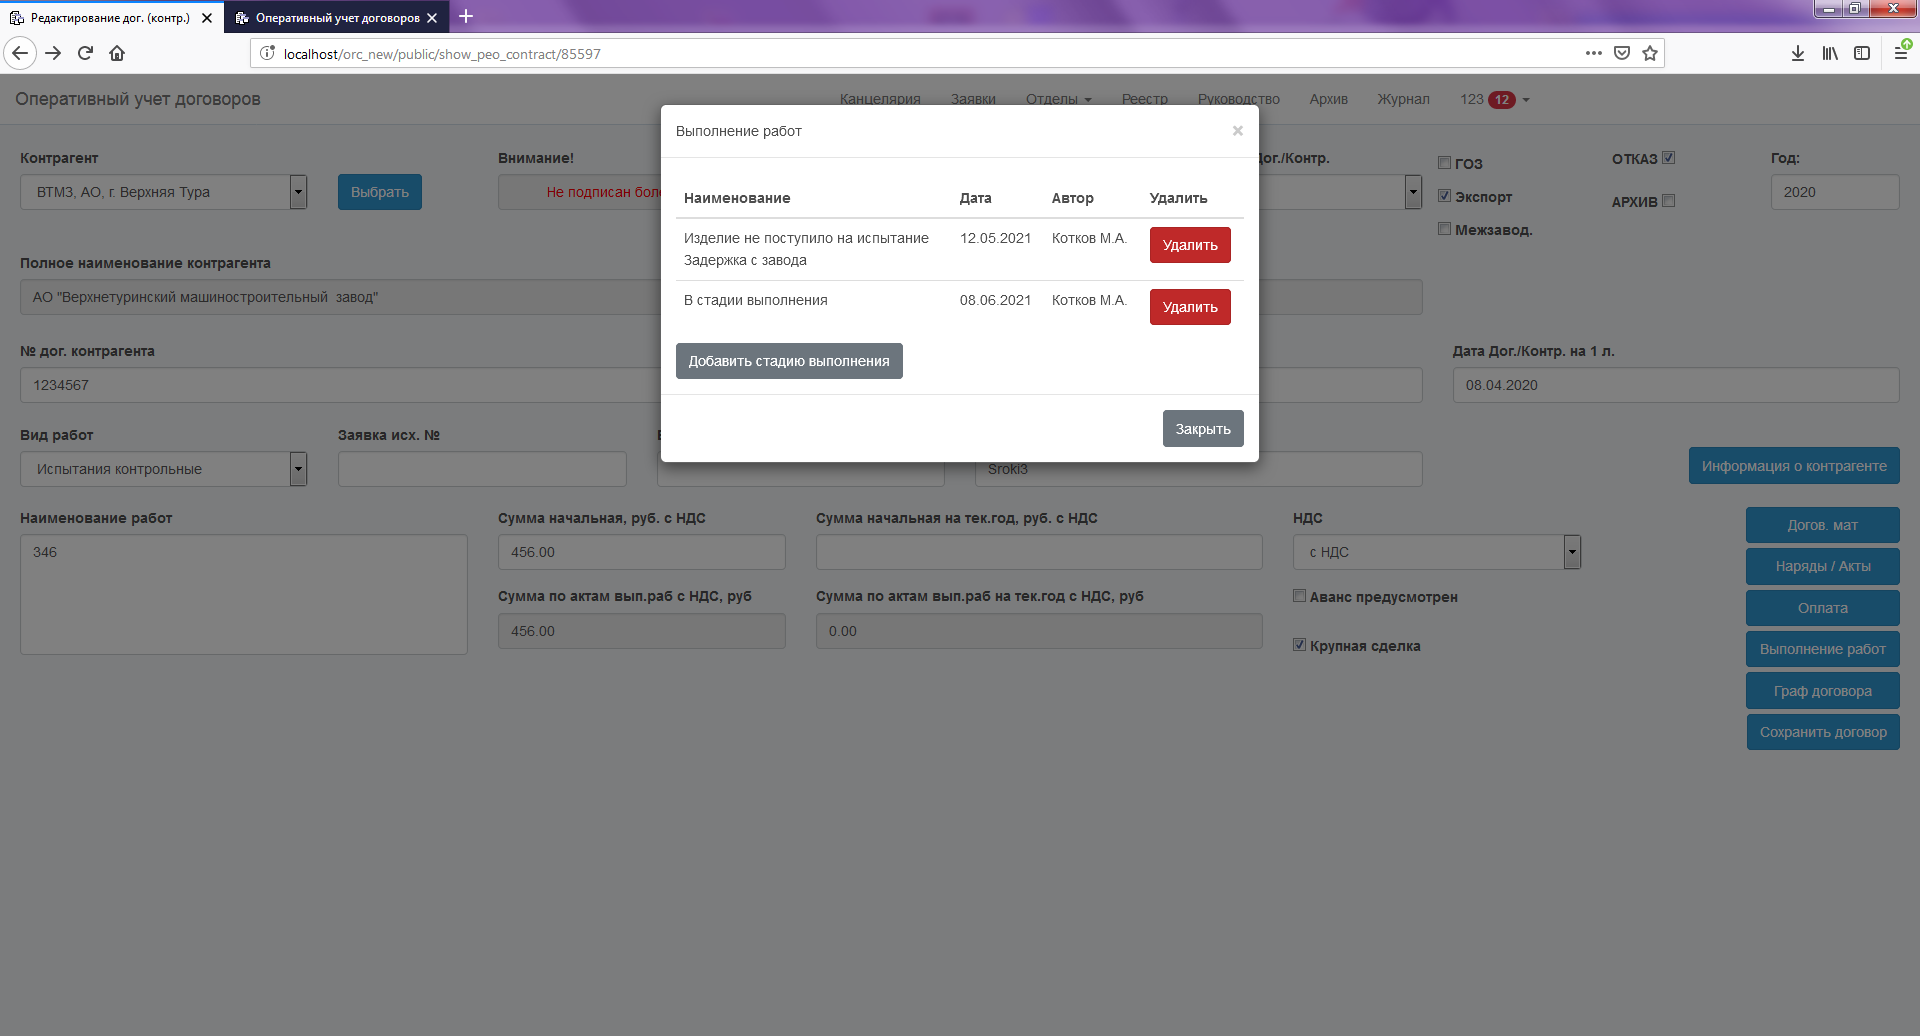 Редактирование дог. (контр.)
Оперативный учет договоров
localhost/orc_new/public/show_peo_contract/85597
Оперативный учет договоров
Канцелярия
Заявки
Отделы
Реестр
Руководство
Архив
Журнал
123 12
Выполнение работ
×
Наименование Дата Автор Удалить
Изделие не поступило на испытание 12.05.2021 Котков М.А. Удалить
Задержка с завода
В стадии выполнения 08.06.2021 Котков М.А. Удалить
Добавить стадию выполнения
Закрыть
Контрагент
ВТМЗ, АО, г. Верхняя Тура
Выбрать
Внимание!
Не подписан
Дог./Контр.
ГОЗ
Экспорт
Межзавод.
ОТКАЗ
АРХИВ
Год:
2020
Полное наименование контрагента
АО "Верхнетуринский машиностроительный завод"
№ дог. контрагента
1234567
Дата Дог./Контр. на 1 л.
08.04.2020
Вид работ
Испытания контрольные
Заявка исх. №
Sroki3
Информация о контрагенте
Наименование работ
346
Сумма начальная, руб. с НДС
456.00
Сумма начальная на тек.год, руб. с НДС
НДС
с НДС
Сумма по актам вып.раб с НДС, руб
456.00
Сумма по актам вып.раб на тек.год с НДС, руб
0.00
Аванс предусмотрен
Крупная сделка
Догов. мат
Наряды / Акты
Оплата
Выполнение работ
Граф договора
Сохранить договор